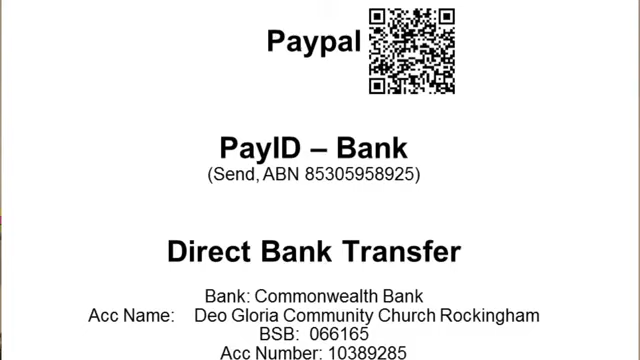 Paypal
PayID – Bank
(Send, ABN 85305958925)
Direct Bank Transfer
Bank: Commonwealth Bank
Acc Name: Deo Gloria Community Church Rockingham
BSB: 066165
Acc Number: 10389285